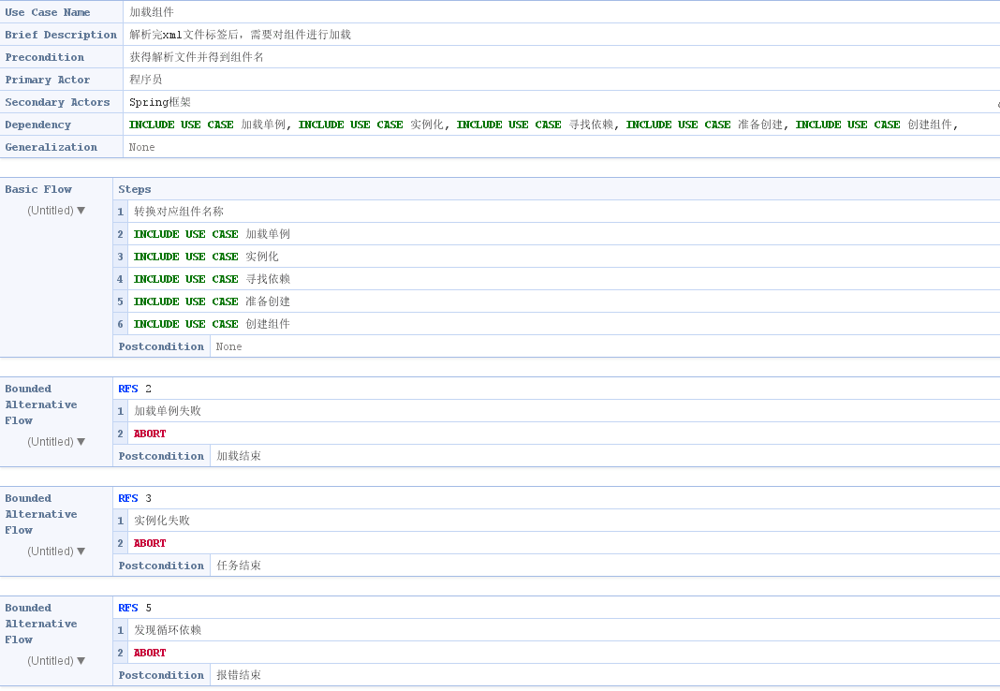 Use Case Name 加载组件
Brief Description 解析完xml文件标签后，需要对组件进行加载
Precondition 获得解析文件并得到组件名
Primary Actor 程序员
Secondary Actors Spring框架
Dependency INCLUDE USE CASE 加载单例, INCLUDE USE CASE 实例化, INCLUDE USE CASE 寻找依赖, INCLUDE USE CASE 准备创建, INCLUDE USE CASE 创建组件,
Generalization None
Basic Flow Steps
(Untitled) ▼
1 转换对应组件名称
2 INCLUDE USE CASE 加载单例
3 INCLUDE USE CASE 实例化
4 INCLUDE USE CASE 寻找依赖
5 INCLUDE USE CASE 准备创建
6 INCLUDE USE CASE 创建组件
Postcondition None
Bounded
Alternative
Flow
(Untitled) ▼
RFS 2
1 加载单例失败
2 ABORT
Postcondition 加载结束
Bounded
Alternative
Flow
(Untitled) ▼
RFS 3
1 实例化失败
2 ABORT
Postcondition 任务结束
Bounded
Alternative
Flow
(Untitled) ▼
RFS 5
1 发现循环依赖
2 ABORT
Postcondition 报错结束